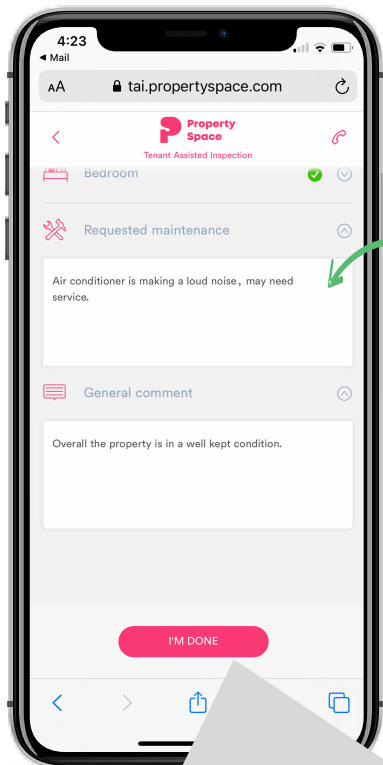 4:23
Mail
AA tai.propertyspace.com
Property
Space
Tenant Assisted Inspection
Bedroom
Requested maintenance
Air conditioner is making a loud noise, may need
service.
General comment
Overall the property is in a well kept condition.
I'M DONE